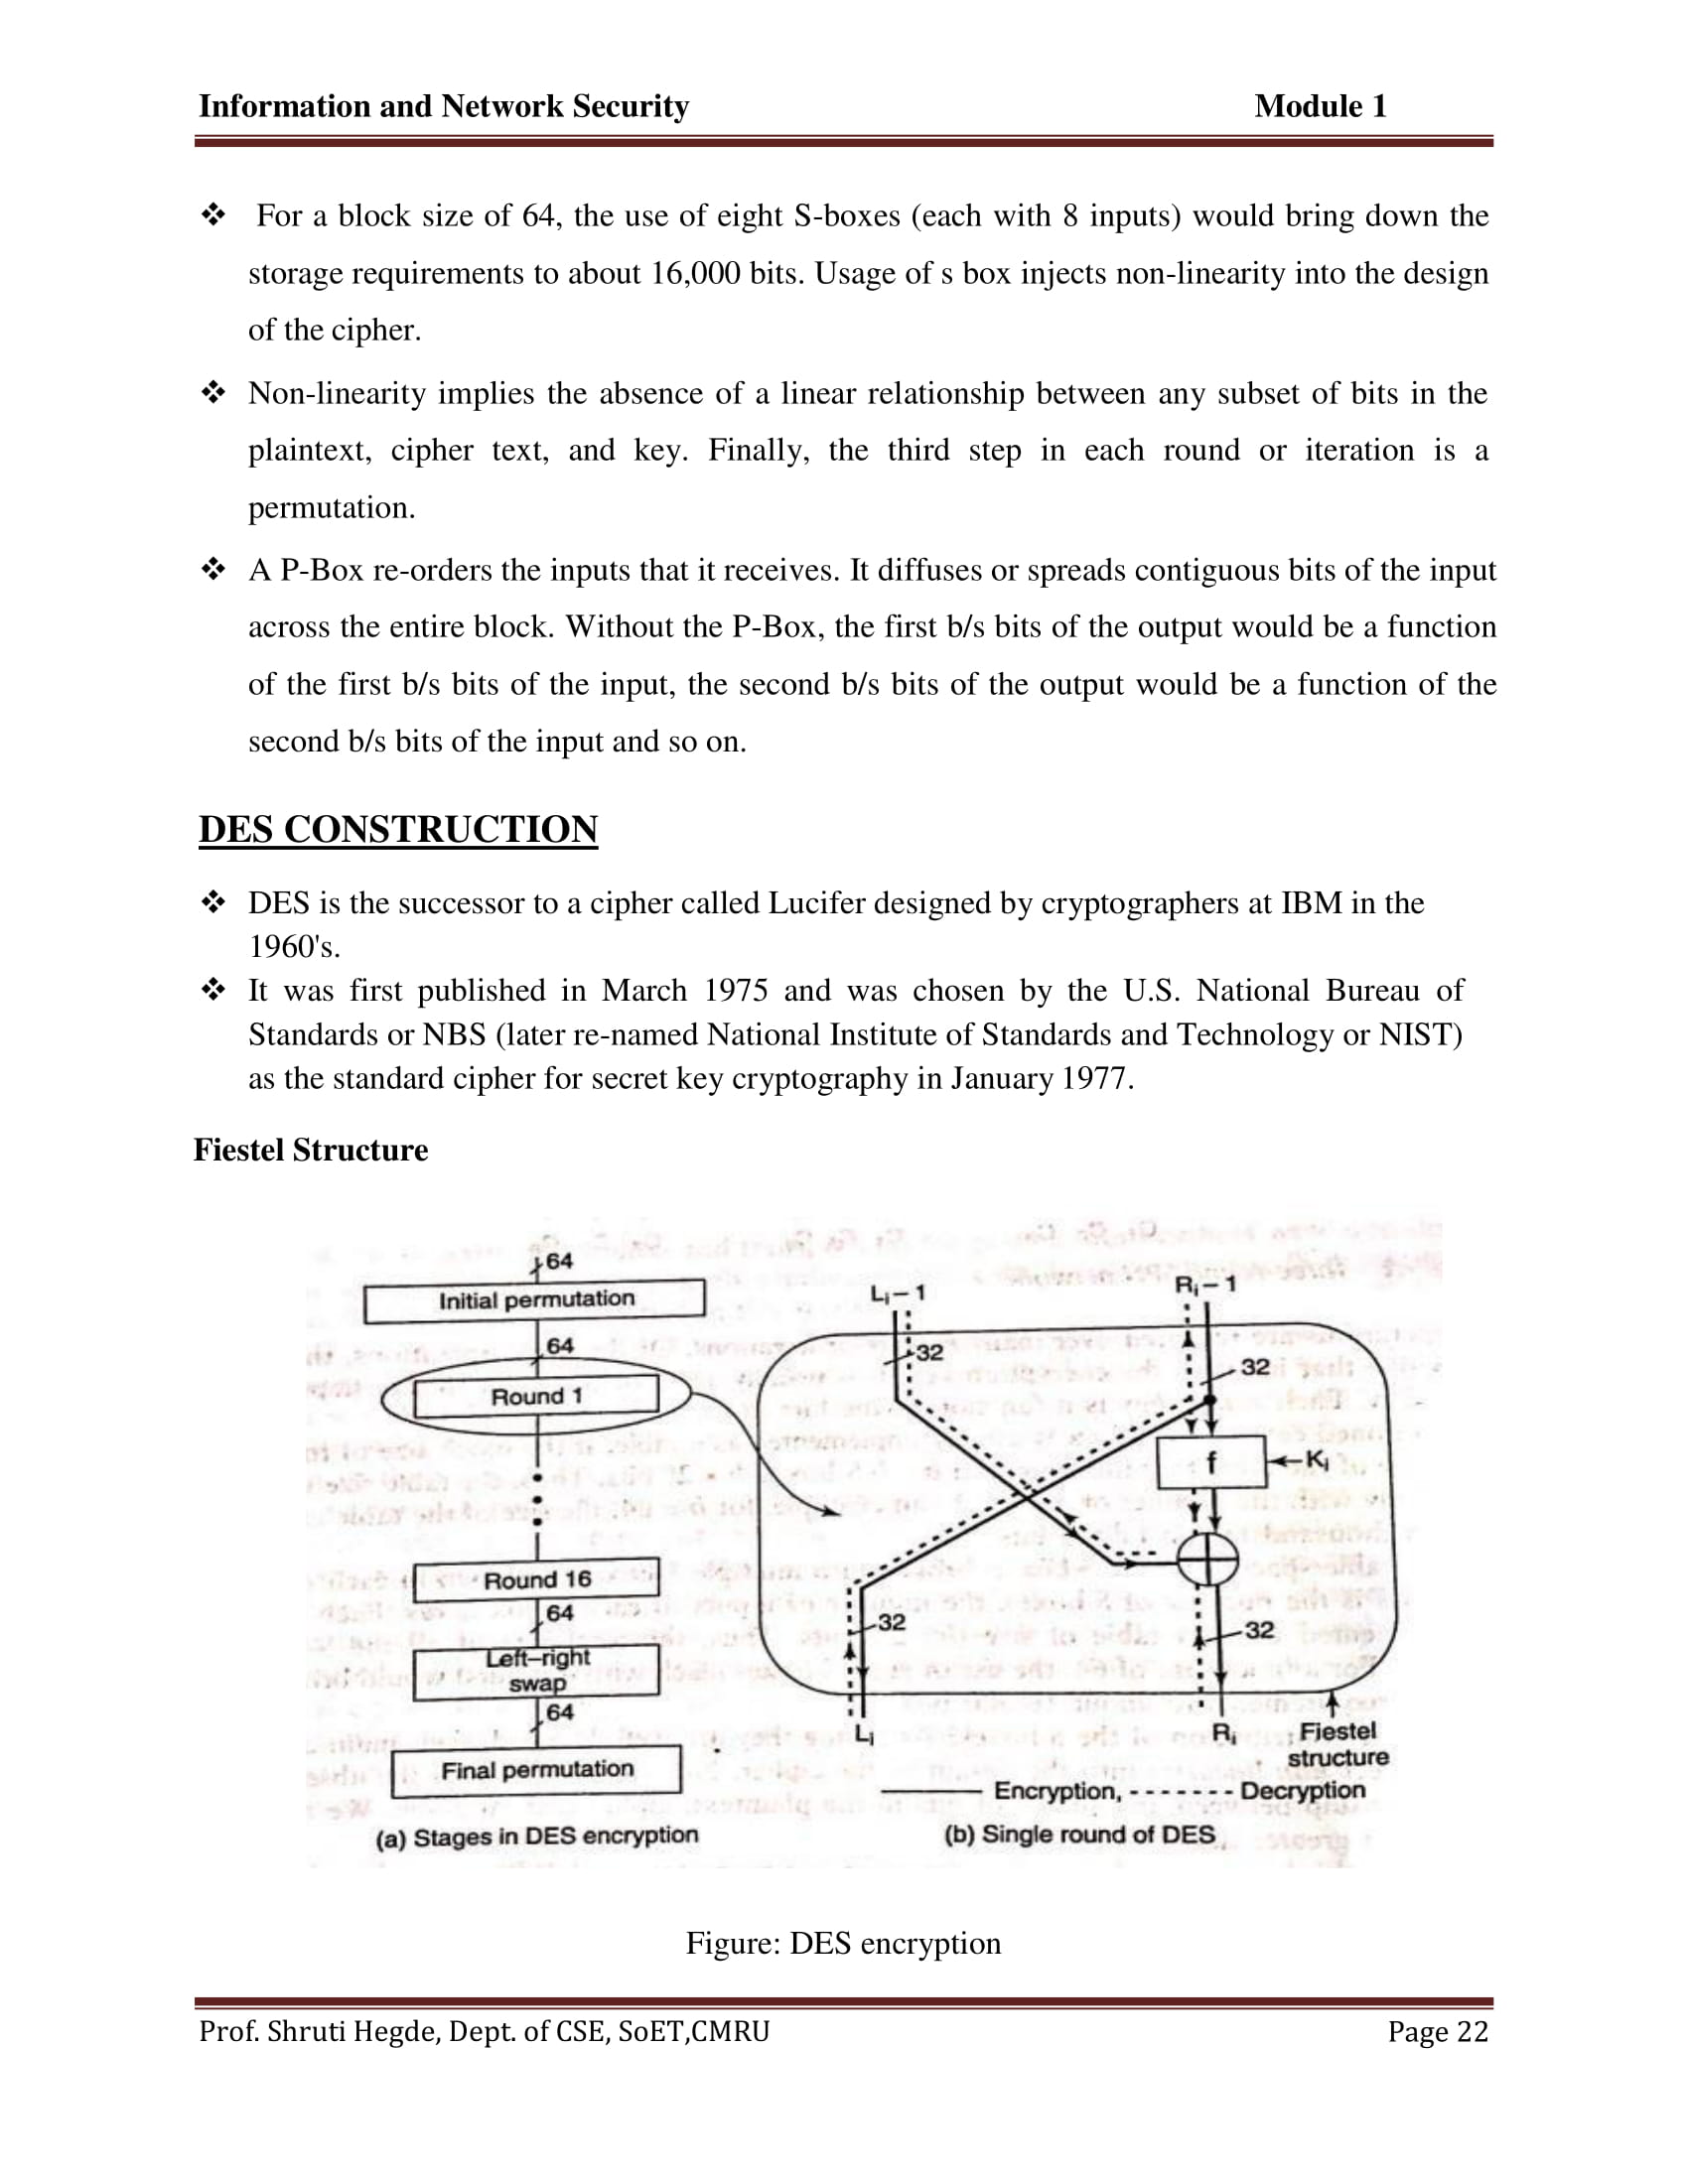 Information and Network Security Module 1
❖ For a block size of 64, the use of eight S-boxes (each with 8 inputs) would bring down the
storage requirements to about 16,000 bits. Usage of s box injects non-linearity into the design
of the cipher.
❖ Non-linearity implies the absence of a linear relationship between any subset of bits in the
plaintext, cipher text, and key. Finally, the third step in each round or iteration is a
permutation.
❖ A P-Box re-orders the inputs that it receives. It diffuses or spreads contiguous bits of the input
across the entire block. Without the P-Box, the first b/s bits of the output would be a function
of the first b/s bits of the input, the second b/s bits of the output would be a function of the
second b/s bits of the input and so on.
DES CONSTRUCTION
❖ DES is the successor to a cipher called Lucifer designed by cryptographers at IBM in the
1960's.
❖ It was first published in March 1975 and was chosen by the U.S. National Bureau of
Standards or NBS (later re-named National Institute of Standards and Technology or NIST)
as the standard cipher for secret key cryptography in January 1977.
Fiestel Structure
64
Initial permutation
64
Round 1
Round 16
64
Left–right
swap
64
Final permutation
(a) Stages in DES encryption
Li – 1
Ri – 1
32
32
f
Ki
32
32
Li
Ri
Fiestel
structure
Encryption, Decryption
(b) Single round of DES
Figure: DES encryption
Prof. Shruti Hegde, Dept. of CSE, SoET,CMRU Page 22